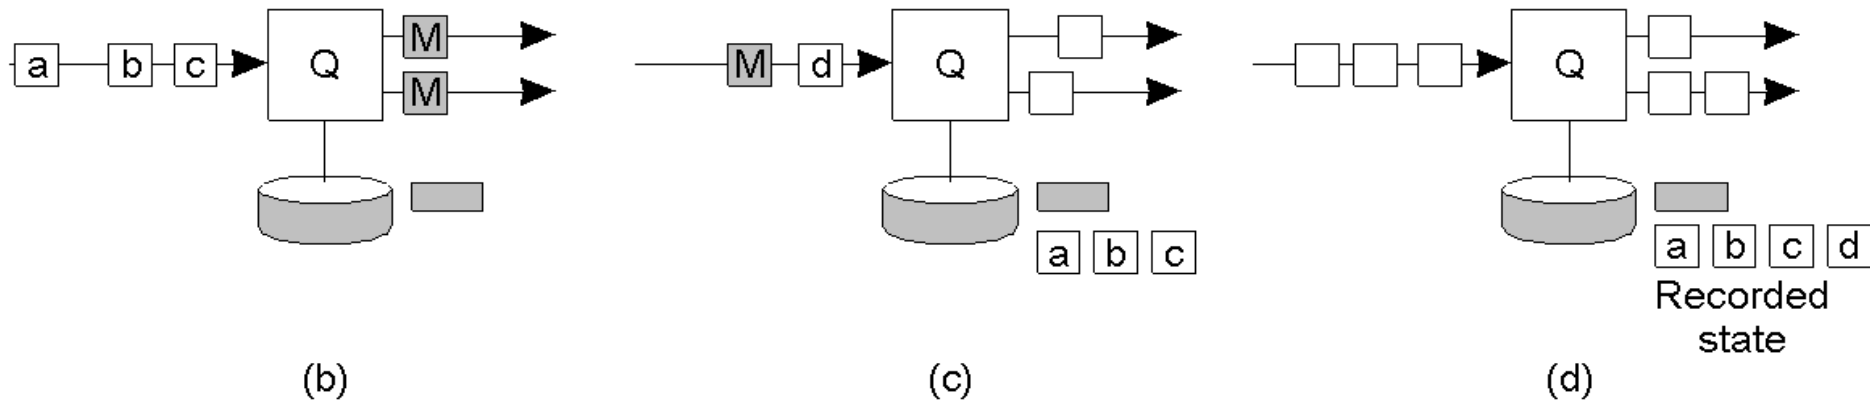 a b c Q M M
(b)
M d Q
a b c
(c)
Q
a b c d
Recorded
state
(d)